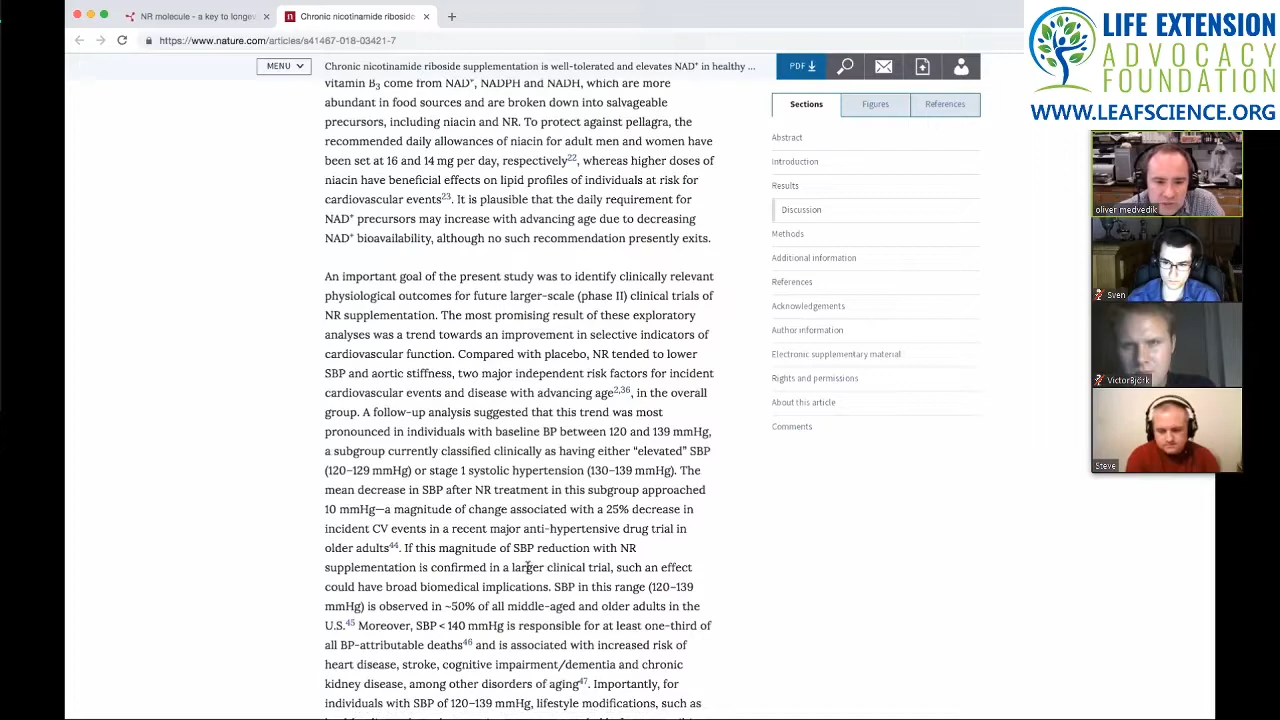 NR molecule - a key to longev
Chronic nicotinamide riboside
https://www.nature.com/articles/s41467-018-03421-7
LIFE EXTENSION
ADVOCACY
FOUNDATION
WWW.LEAFSCIENCE.ORG
MENU
Chronic nicotinamide riboside supplementation is well-tolerated and elevates NAD+ in healthy ...
PDF
vitamin B3 come from NAD+, NADPH and NADH, which are more
abundant in food sources and are broken down into salvageable
precursors, including Nam and NR. To protect against pellagra, the
recommended daily allowances of niacin for adult men and women have
been set at 16 and 14 mg per day, respectively22, whereas higher doses of
niacin have beneficial effects on lipid profiles of individuals at risk for
cardiovascular events23. It is plausible that the daily requirement for
NAD+ precursors may increase with advancing age due to decreasing
NAD+ bioavailability, although no such recommendation presently exits.
An important goal of the present study was to identify clinically relevant
physiological outcomes for future larger-scale (phase II) clinical trials of
NR supplementation. The most promising result of these exploratory
analyses was a trend towards an improvement in selective indicators of
cardiovascular function. Compared with placebo, NR tended to lower
SBP and aortic stiffness, two major independent risk factors for incident
cardiovascular events and disease with advancing age2,36, in the overall
group. A follow-up analysis suggested that this trend was most
pronounced in individuals with baseline BP between 120 and 139 mmHg,
a subgroup currently classified clinically as having either “elevated” SBP
(120–129 mmHg) or stage 1 systolic hypertension (130–139 mmHg). The
mean decrease in SBP after NR treatment in this subgroup approached
10 mmHg—a magnitude of change associated with a 25% decrease in
incident CV events in a recent major anti-hypertensive drug trial in
older adults44. If this magnitude of SBP reduction with NR
supplementation is confirmed in a larger clinical trial, such an effect
could have broad biomedical implications. SBP in this range (120–139
mmHg) is observed in ~50% of all middle-aged and older adults in the
U.S.45 Moreover, SBP < 140 mmHg is responsible for at least one-third of
all BP-attributable deaths46 and is associated with increased risk of
heart disease, stroke, cognitive impairment/dementia and chronic
kidney disease, among other disorders of aging47. Importantly, for
individuals with SBP of 120–139 mmHg, lifestyle modifications, such as
Sections
Figures
References
Abstract
Introduction
Results
Discussion
Methods
Additional information
References
Acknowledgements
Author information
Electronic supplementary material
Rights and permissions
About this article
Comments
oliver medvedik
Sven
VictorBjörk
Steve